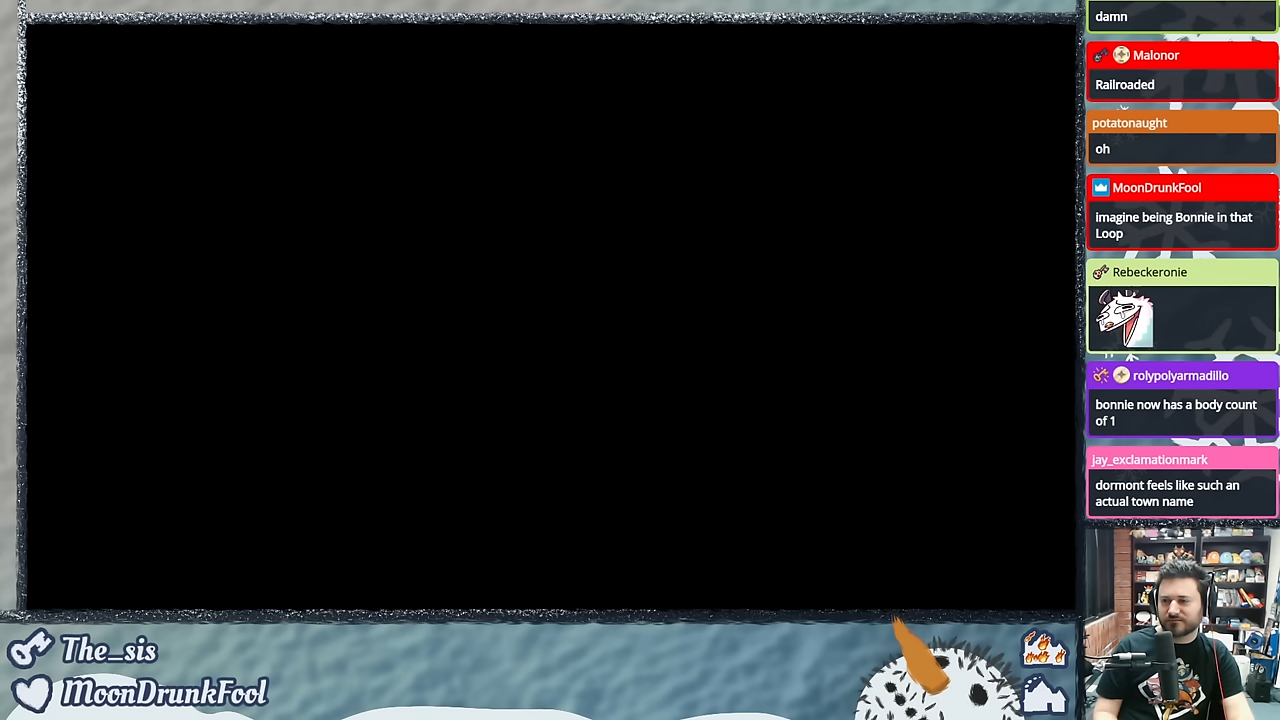 damn
Malonor
Railroaded
potatonaught
oh
MoonDrunkFool
imagine being Bonnie in that
Loop
Rebeckeronie
rolypolyarmadillo
bonnie now has a body count
of 1
jay_exclamationmark
dormont feels like such an
actual town name
The_sis
MoonDrunkFool